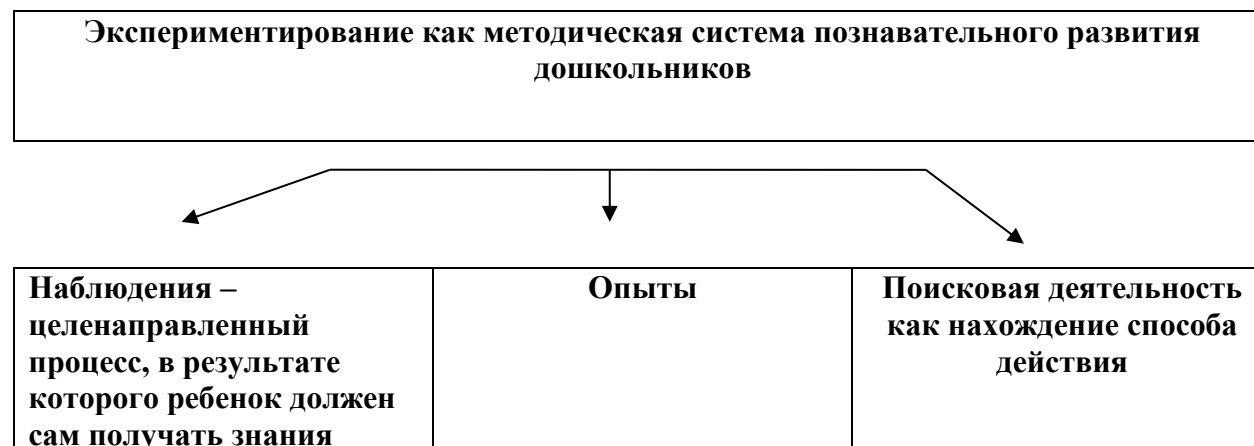 Экспериментирование как методическая система познавательного развития
дошкольников
Наблюдения –
целенаправленный
процесс, в результате
которого ребенок должен
сам получать знания
Опыты
Поисковая деятельность
как нахождение способа
действия